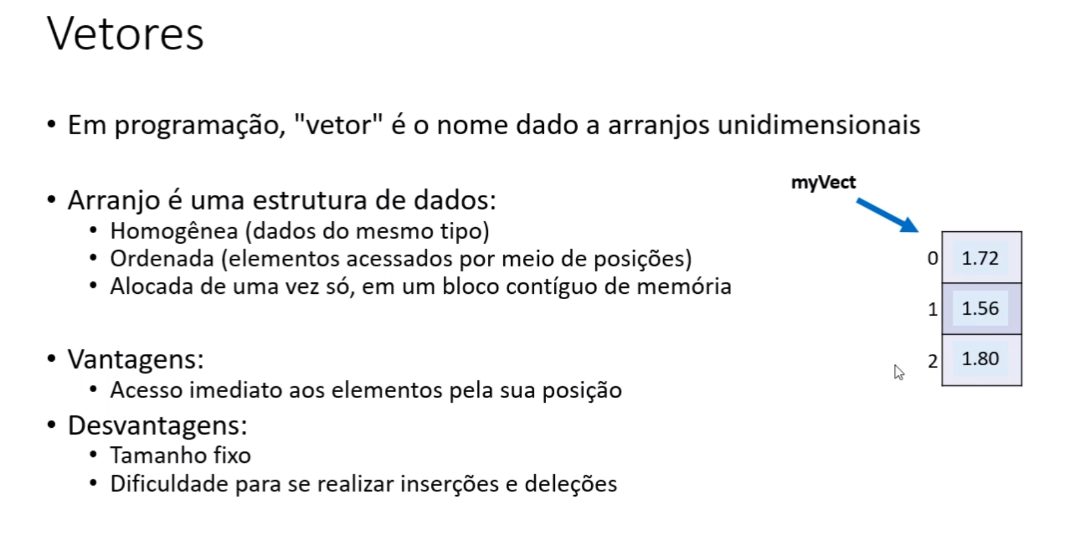 Vetores
• Em programação, "vetor" é o nome dado a arranjos unidimensionais
• Arranjo é uma estrutura de dados:
• Homogênea (dados do mesmo tipo)
• Ordenada (elementos acessados por meio de posições)
• Alocada de uma vez só, em um bloco contíguo de memória
• Vantagens:
• Acesso imediato aos elementos pela sua posição
• Desvantagens:
• Tamanho fixo
• Dificuldade para se realizar inserções e deleções
myVect
0 1.72
1 1.56
2 1.80